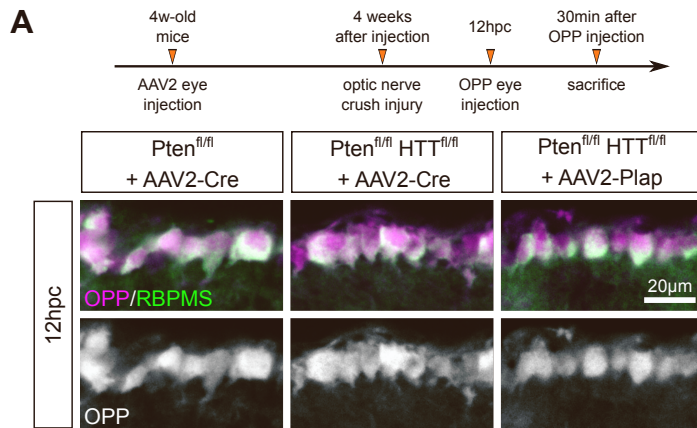 A
4w-old mice
AAV2 eye injection
4 weeks after injection
optic nerve crush injury
12hpc
OPP eye injection
30min after OPP injection
sacrifice
Pten^fl/fl
+ AAV2-Cre
Pten^fl/fl HTT^fl/fl
+ AAV2-Cre
Pten^fl/fl HTT^fl/fl
+ AAV2-Plap
12hpc
OPP/RBPMS
20µm
OPP